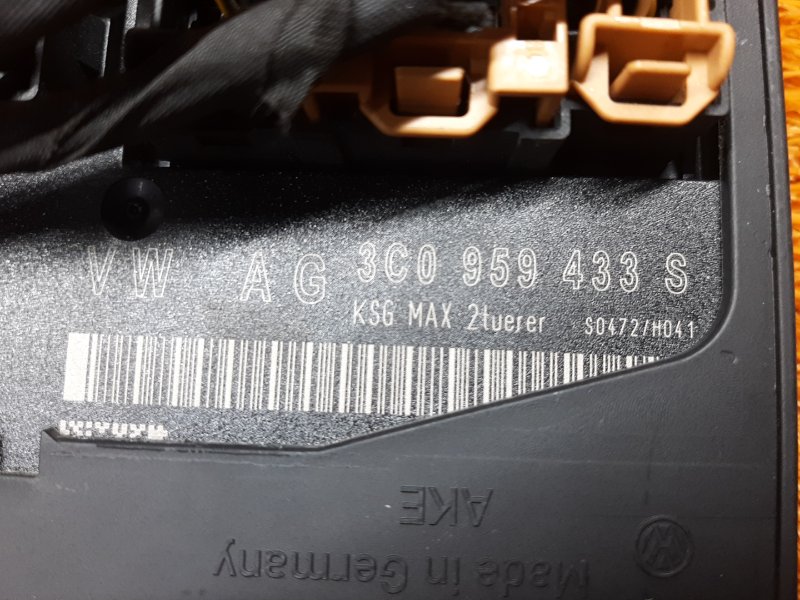 VW AG 3C0 959 433 S
KSG MAX 2tuerer S0472/H041
AKE
Made in Germany